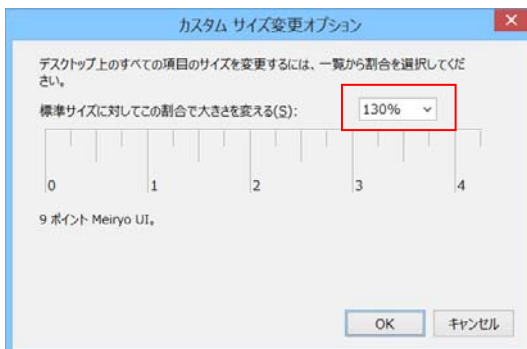 カスタム サイズ変更オプション
デスクトップ上のすべての項目のサイズを変更するには、一覧から割合を選択してくだ
さい。
標準サイズに対してこの割合で大きさを変える(S): 130%
0 1 2 3 4
9 ポイント Meiryo UI。
OK キャンセル